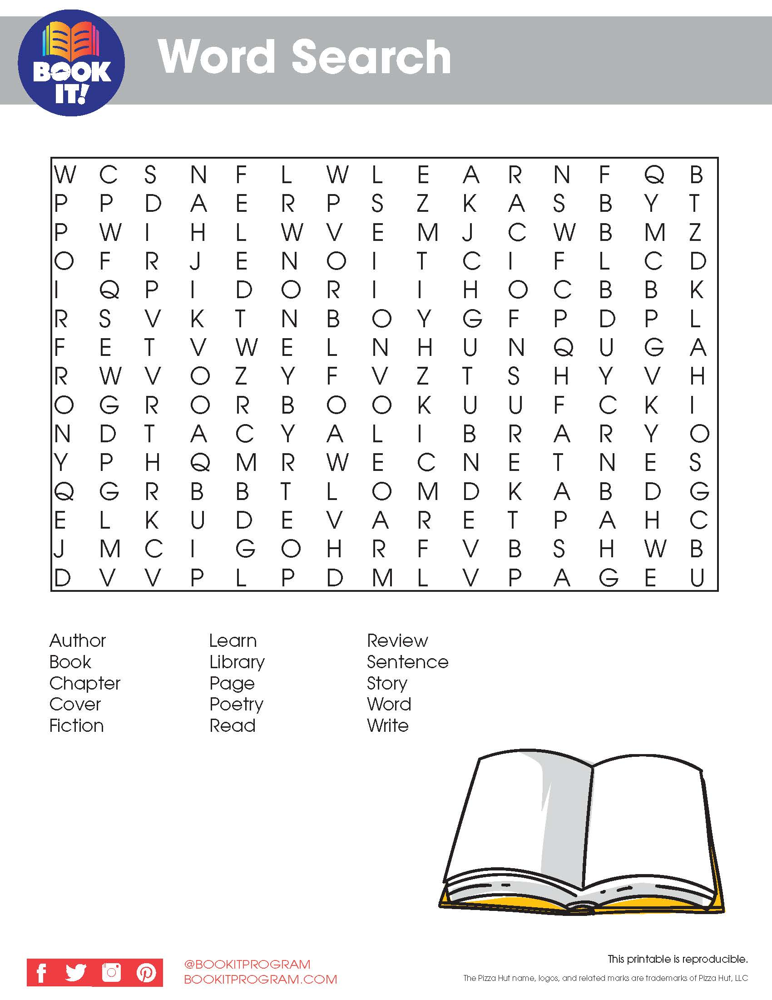 BOOK
IT!
Word Search
W C S N F L W L E A R N F Q B
P P D A E R P S Z K A S B Y T
P W I H L W V E M J C W B M Z
O F R J E N O I T C I F L C D
I Q P I D O R I I H O C B B K
R S V K T N B O Y G F P D P L
F E T V W E L N H U N Q U G A
R W V O Z Y F V Z T S H Y V H
O G R O R B O O K U U F C K I
N D T A C Y A L I B R A R Y O
Y P H Q M R W E C N E T N E S
Q G R B B T L O M D K A B D G
E L K U D E V A R E T P A H C
J M C I G O H R F V B S H W B
D V V P L P D M L V P A G E U
Author Learn Review
Book Library Sentence
Chapter Page Story
Cover Poetry Word
Fiction Read Write
This printable is reproducible.
@BOOKITPROGRAM
BOOKITPROGRAM.COM
The Pizza Hut name, logos, and related marks are trademarks of Pizza Hut, LLC